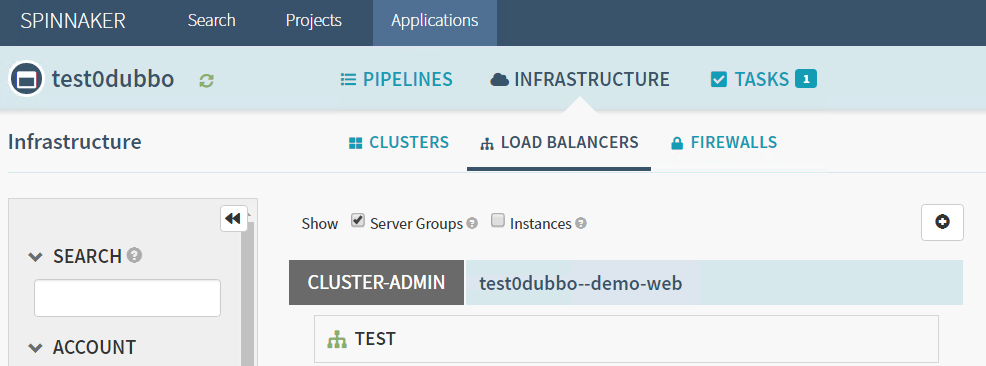 SPINNAKER Search Projects Applications
test0dubbo PIPELINES INFRASTRUCTURE TASKS 1
Infrastructure CLUSTERS LOAD BALANCERS FIREWALLS
Show Server Groups ? Instances ?
SEARCH ?
CLUSTER-ADMIN test0dubbo--demo-web
TEST
ACCOUNT